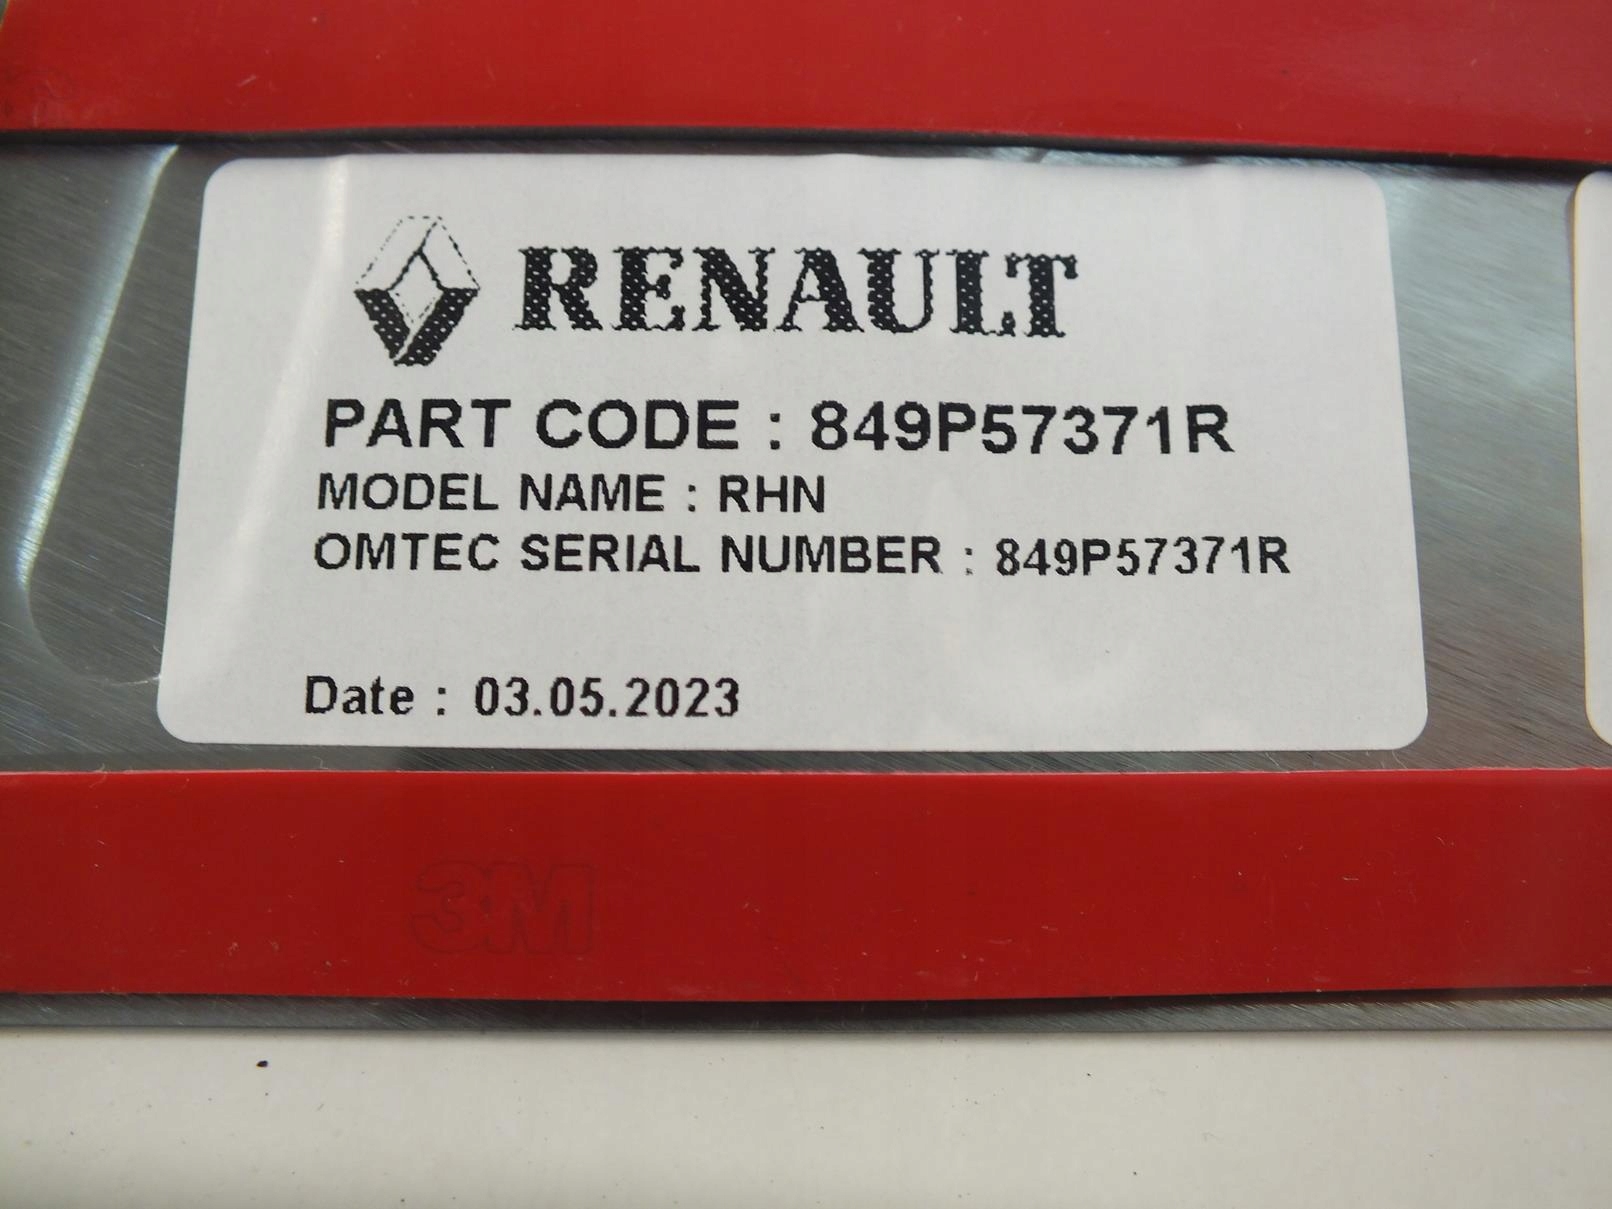 RENAULT
PART CODE : 849P57371R
MODEL NAME : RHN
OMTEC SERIAL NUMBER : 849P57371R
Date : 03.05.2023
3M